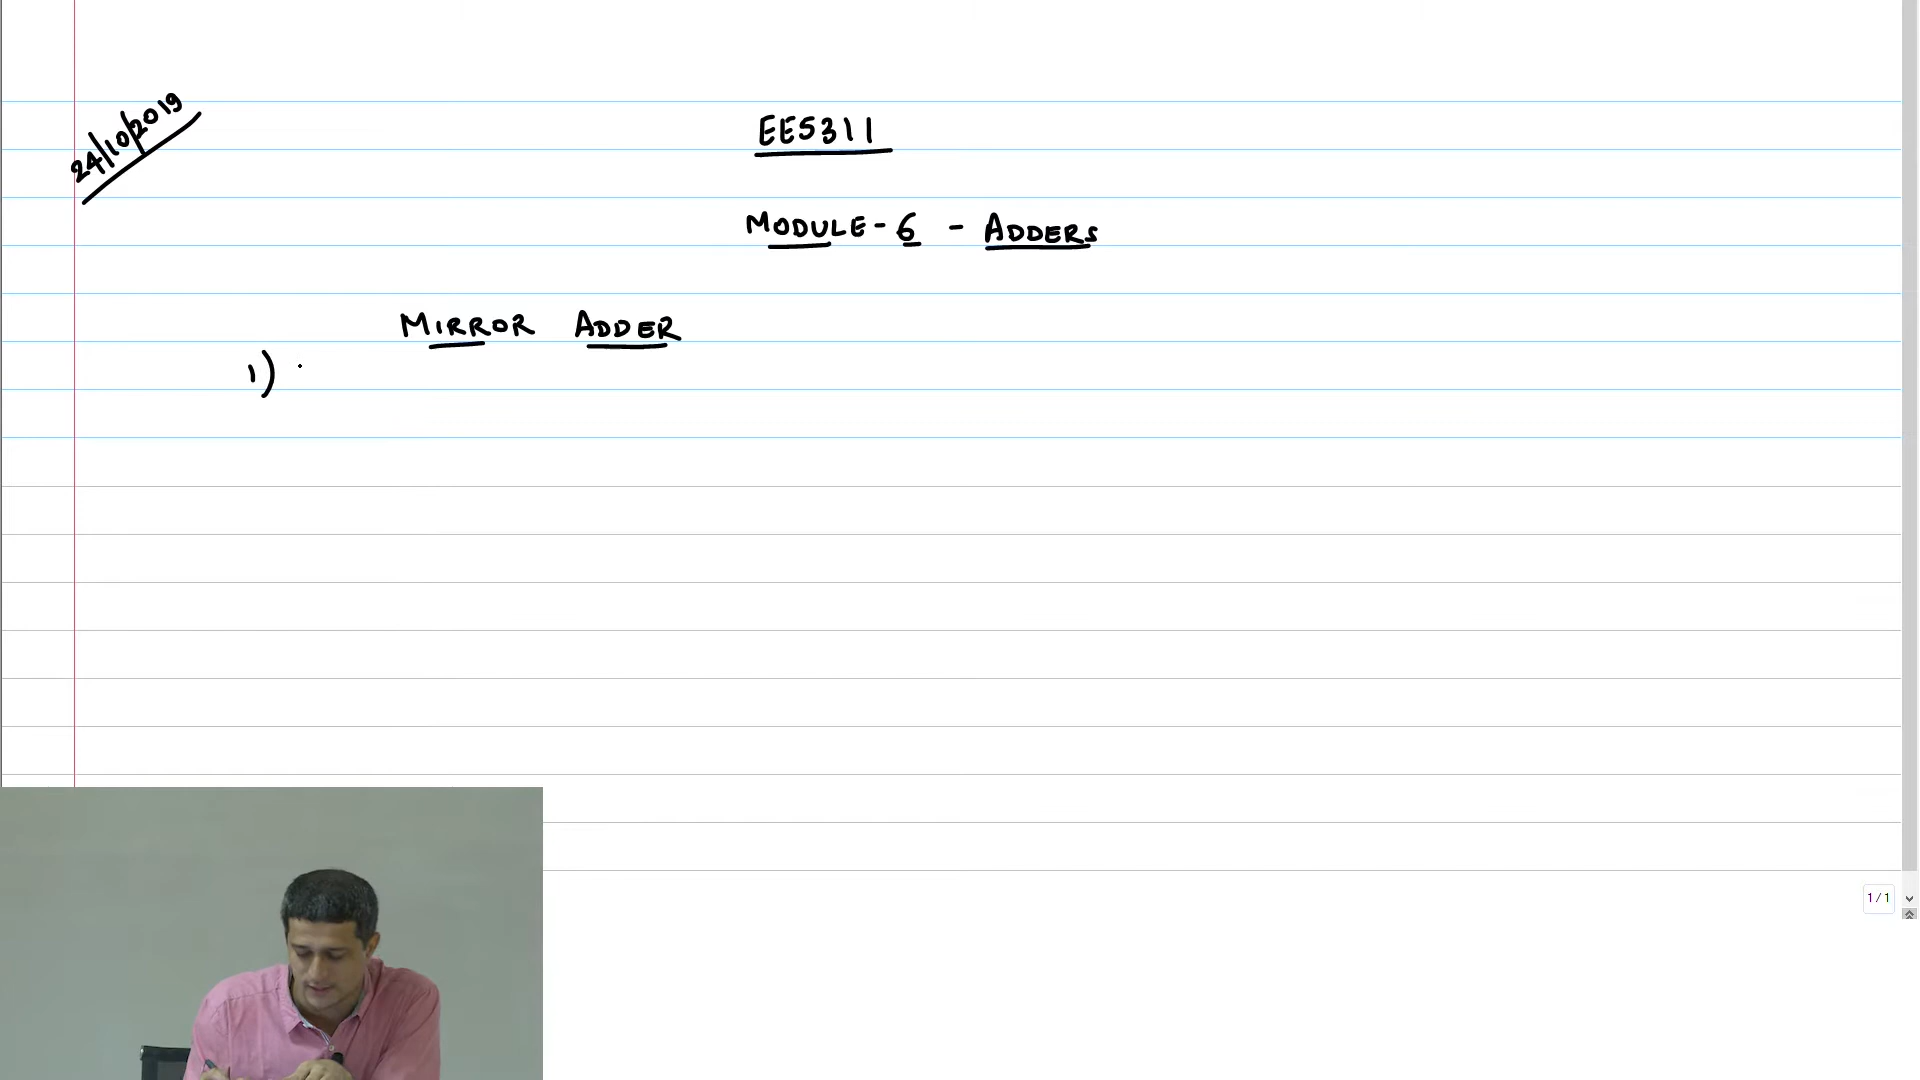 24/10/2019
EE5311
MODULE-6 - ADDERS
MIRROR ADDER
1)
1/1